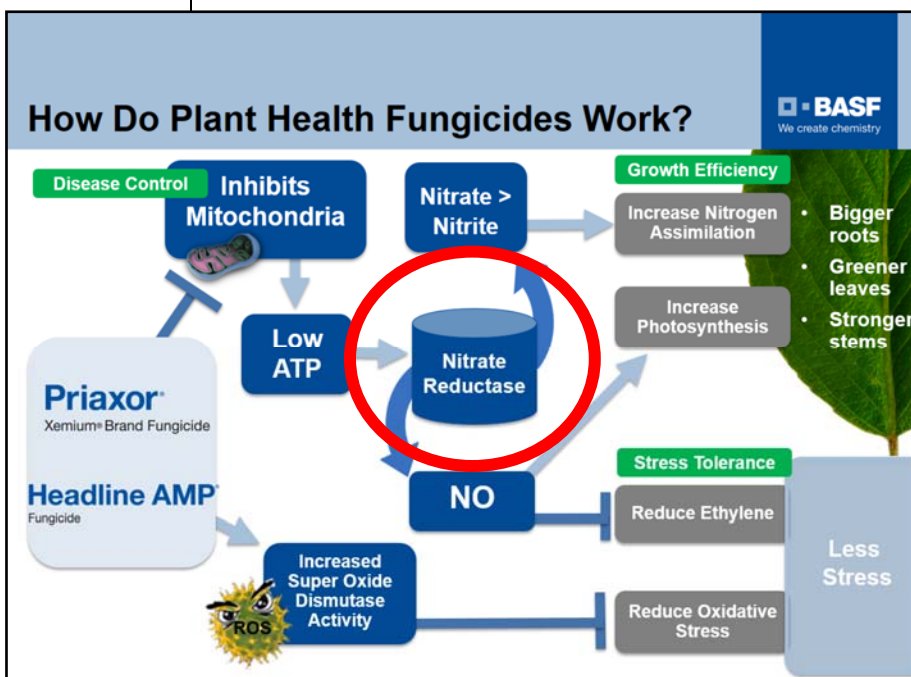 How Do Plant Health Fungicides Work?
BASF
We create chemistry
Disease Control
Inhibits
Mitochondria
Nitrate >
Nitrite
Growth Efficiency
Increase Nitrogen
Assimilation
• Bigger
roots
• Greener
leaves
• Stronger
stems
Increase
Photosynthesis
Low
ATP
Nitrate
Reductase
Priaxor®
Xemium® Brand Fungicide
Headline AMP®
Fungicide
NO
Stress Tolerance
Reduce Ethylene
Less
Stress
Increased
Super Oxide
Dismutase
Activity
ROS
Reduce Oxidative
Stress